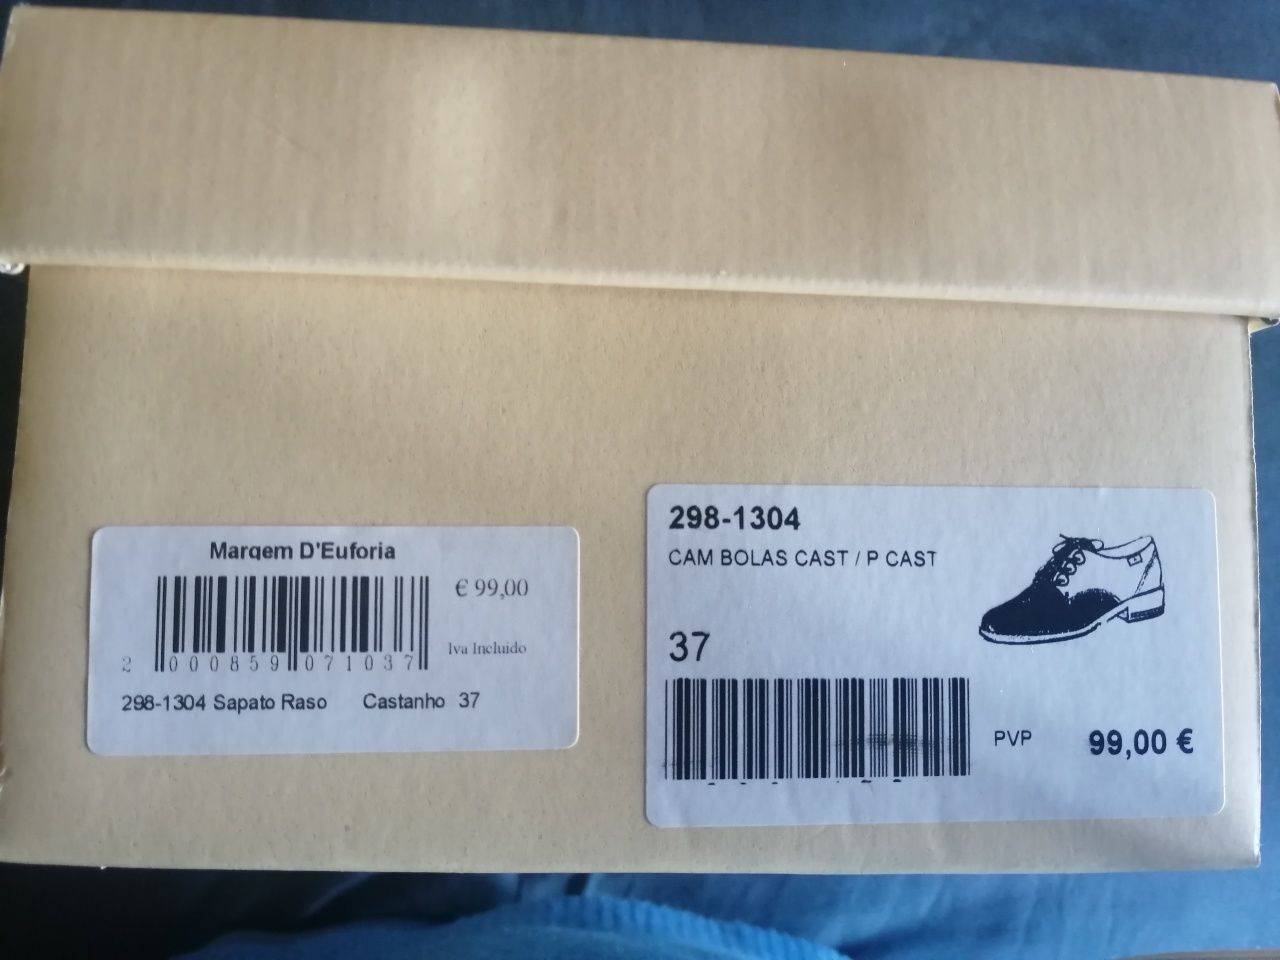 Margem D'Euforia
€ 99,00
Iva Incluido
2 000859 071037
298-1304 Sapato Raso Castanho 37
298-1304
CAM BOLAS CAST / P CAST
37
PVP 99,00 €